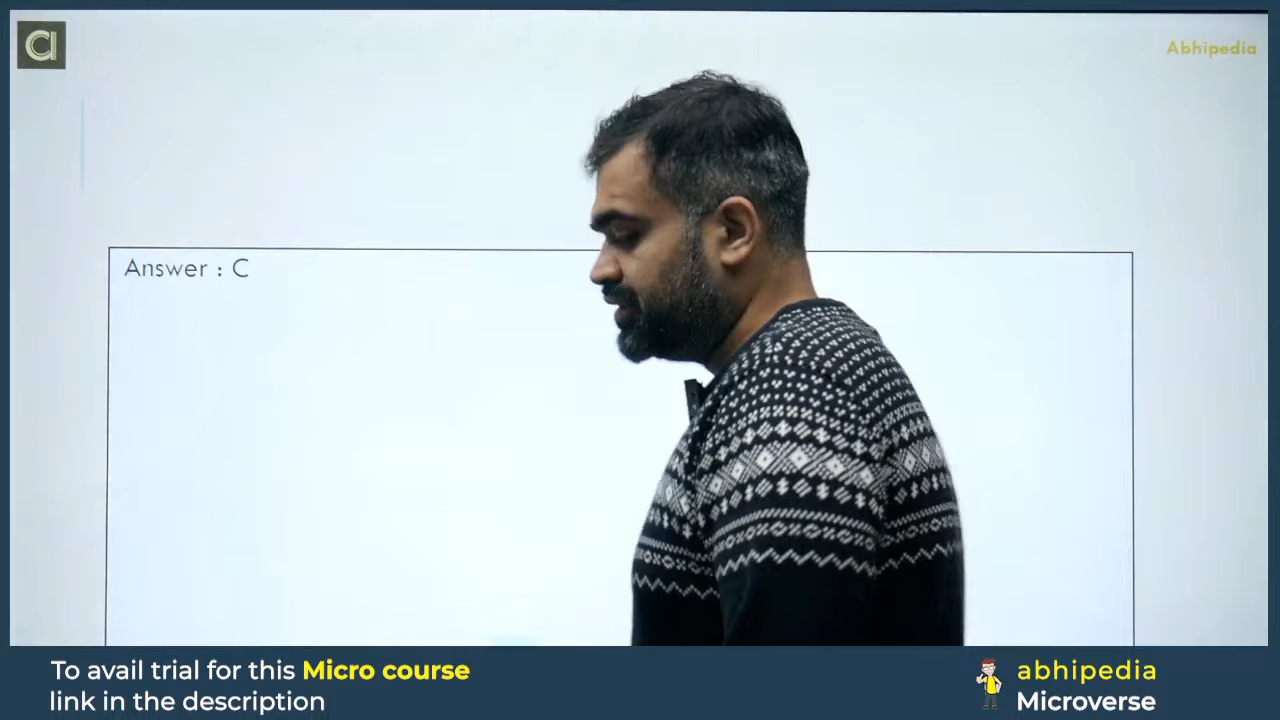 Abhipedia
Answer : C
To avail trial for this Micro course
link in the description
abhipedia
Microverse